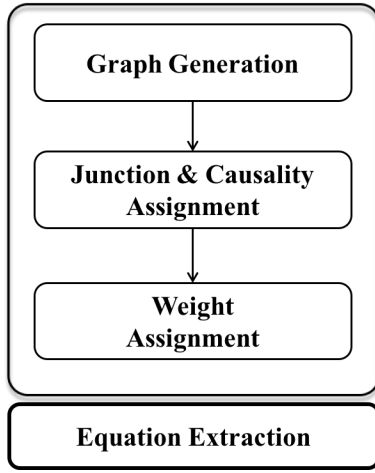 Graph Generation
Junction & Causality
Assignment
Weight
Assignment
Equation Extraction